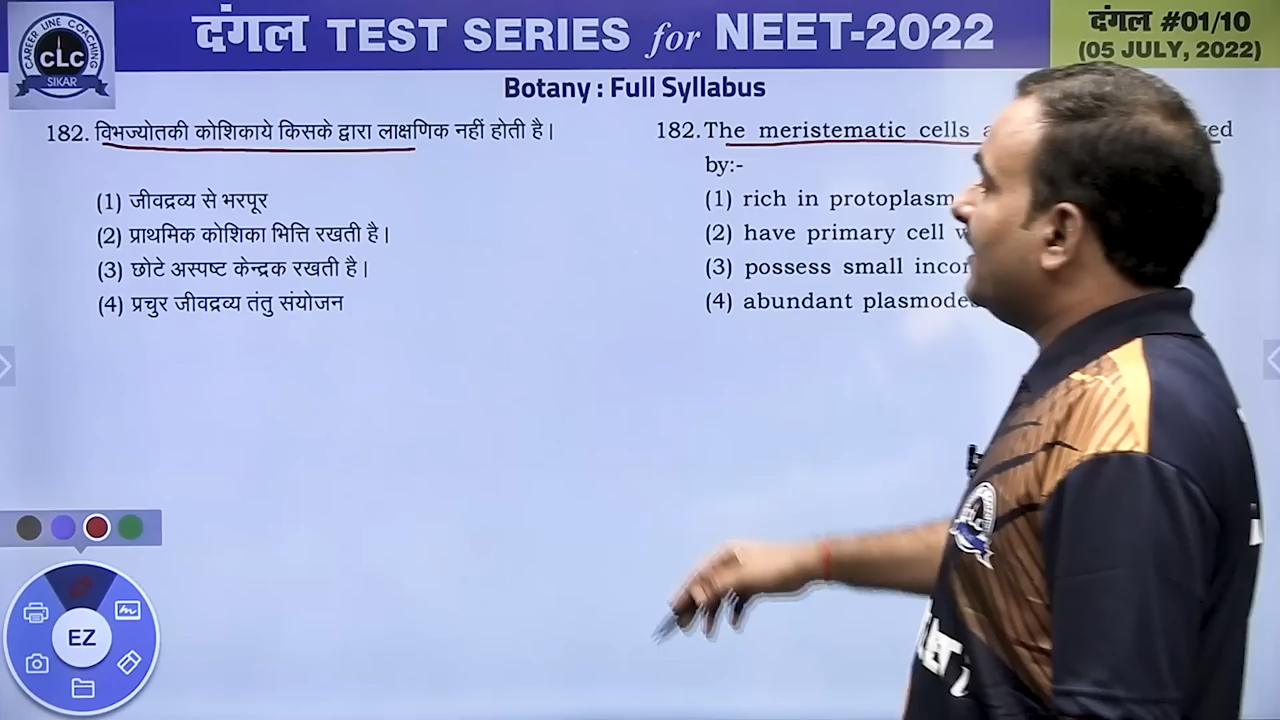 CAREER LINE COACHING
CLC
SIKAR
दंगल TEST SERIES for NEET-2022
दंगल #01/10
(05 JULY, 2022)
Botany : Full Syllabus
182. विभज्योतकी कोशिकाये किसके द्वारा लाक्षणिक नहीं होती है।
(1) जीवद्रव्य से भरपूर
(2) प्राथमिक कोशिका भित्ति रखती है।
(3) छोटे अस्पष्ट केन्द्रक रखती है।
(4) प्रचुर जीवद्रव्य तंतु संयोजन
182. The meristematic cells
by:-
(1) rich in protoplasm
(2) have primary cell
(3) possess small
(4) abundant
EZ